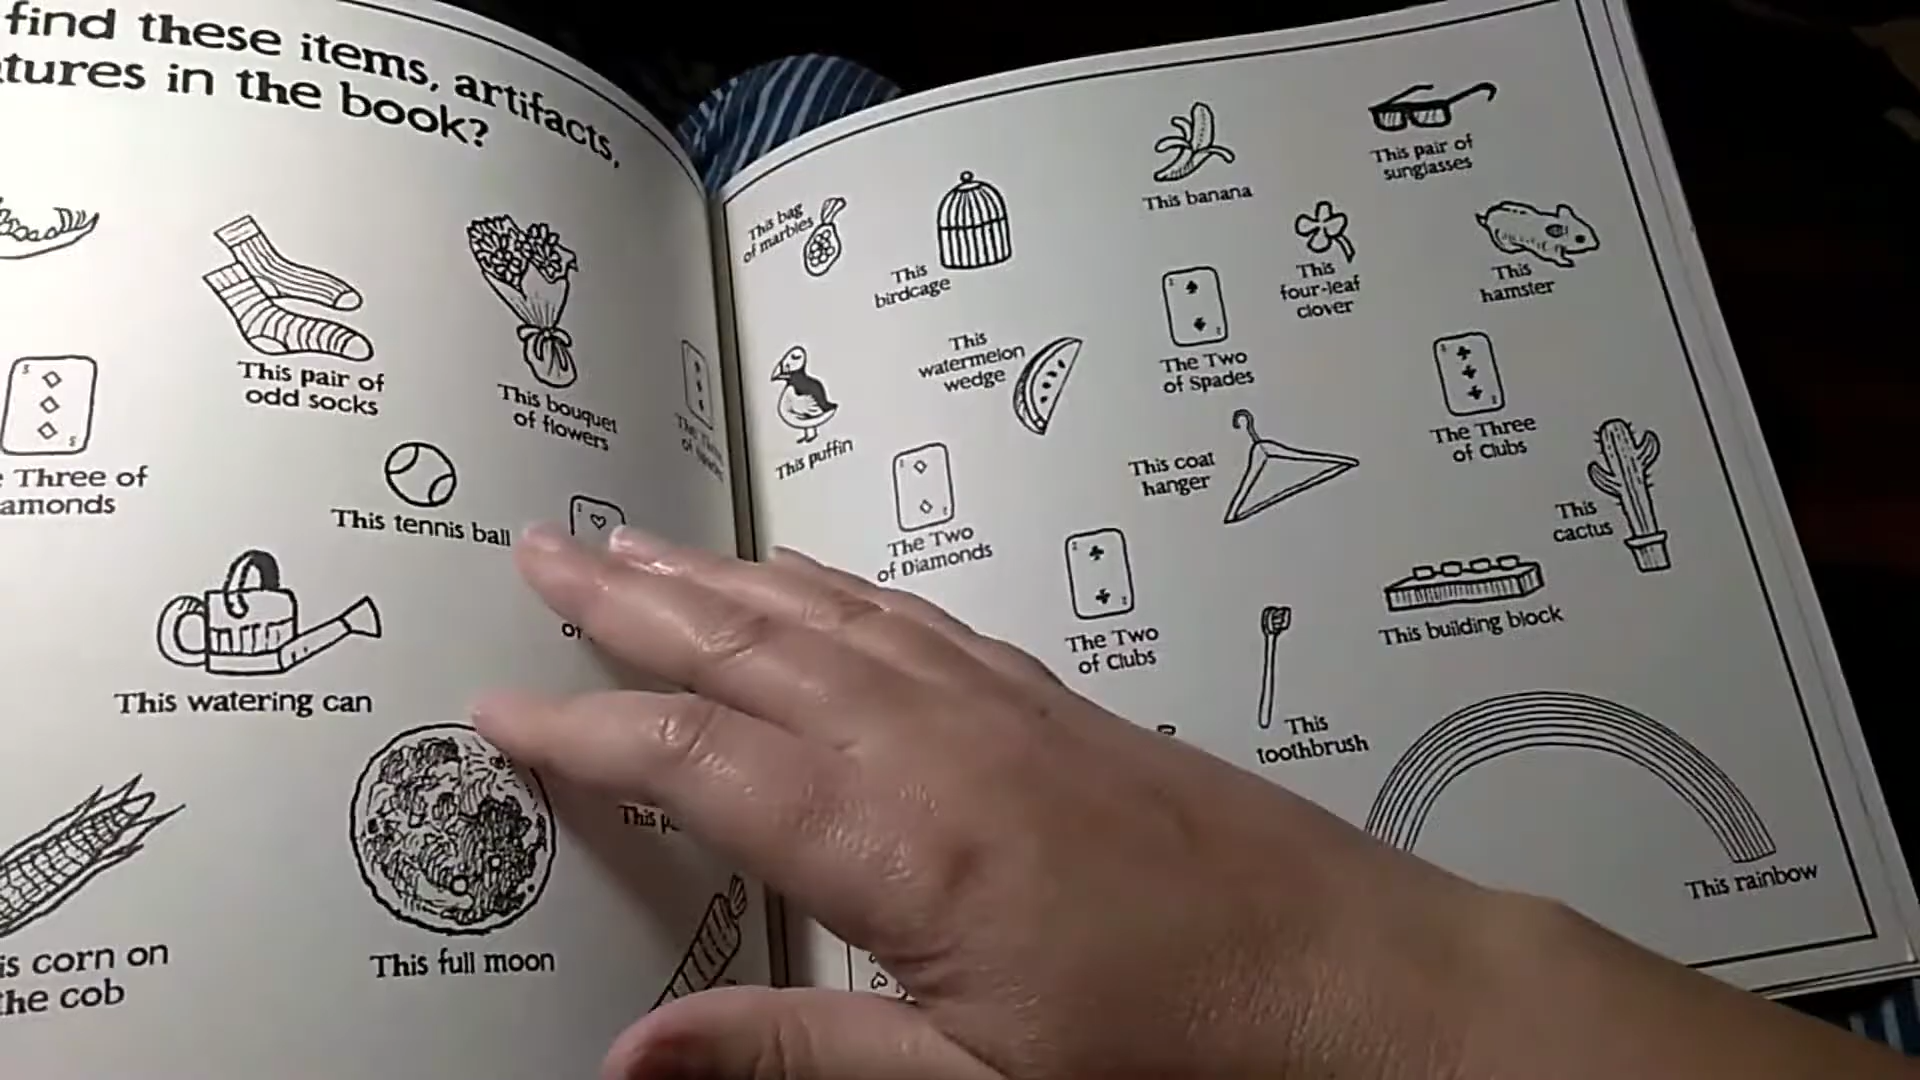 find these items, artifacts,
tures in the book?
This pair of
odd socks
This bouquet
of flowers
Three of
amonds
This tennis ball
This watering can
is corn on
the cob
This full moon
This
This bag
of marbles
This
birdcage
This banana
This pair of
sunglasses
This
four-leaf
clover
This
hamster
This
watermelon
wedge
The Two
of Spades
This puffin
The Three
of Clubs
This coat
hanger
The Two
of Diamonds
This
cactus
The Two
of Clubs
This building block
This
toothbrush
This rainbow